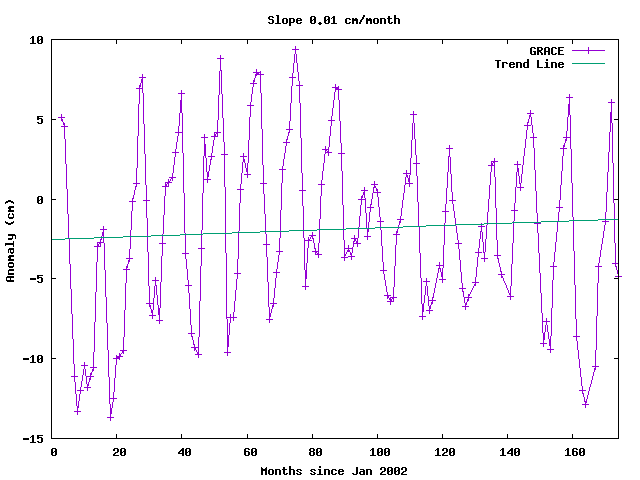 Slope 0.01 cm/month
GRACE
Trend Line
10
5
0
-5
-10
-15
Anomaly (cm)
0 20 40 60 80 100 120 140 160
Months since Jan 2002